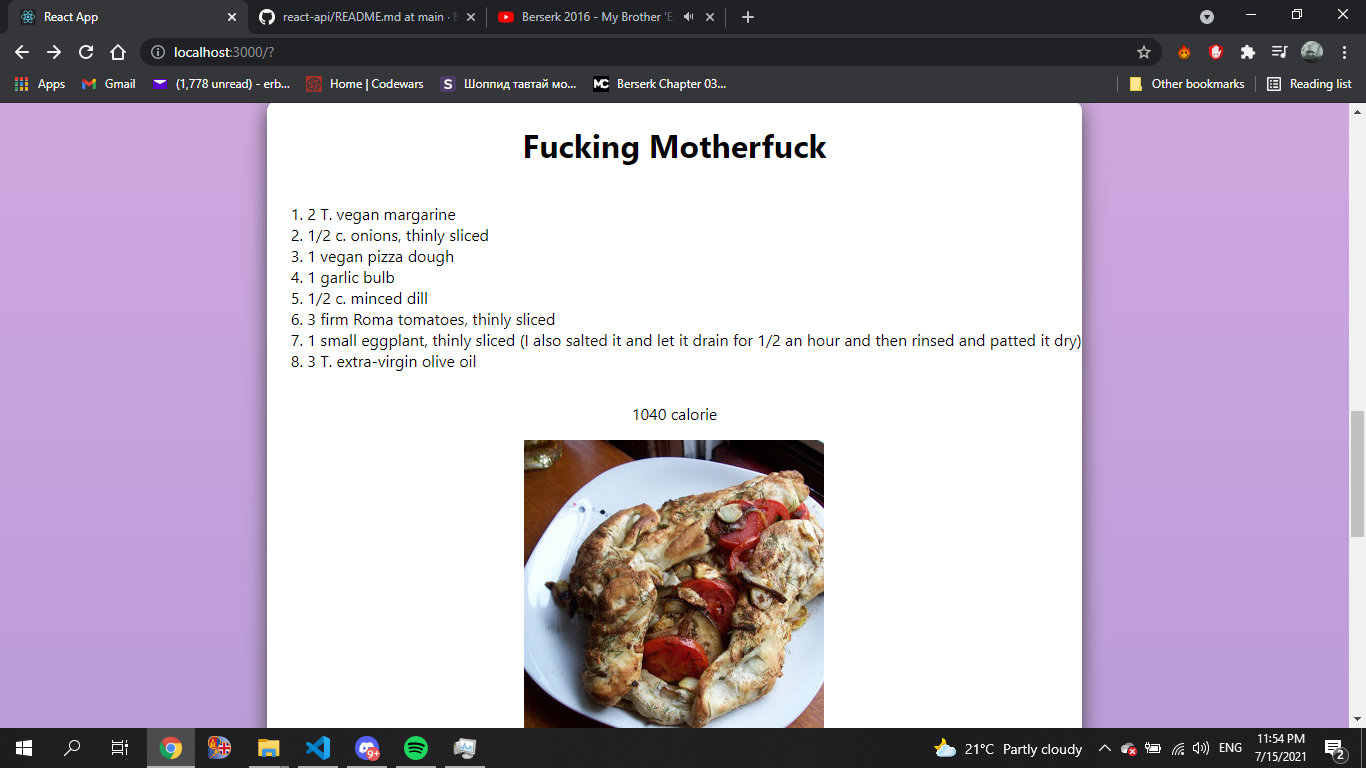 React App
react-api/README.md at main · E
Berserk 2016 - My Brother 'E
localhost:3000/?
Apps
Gmail
(1,778 unread) - erb...
Home | Codewars
S
Шоппид тавтай мо...
MC
Berserk Chapter 03...
Other bookmarks
Reading list
Fucking Motherfuck
1. 2 T. vegan margarine
2. 1/2 c. onions, thinly sliced
3. 1 vegan pizza dough
4. 1 garlic bulb
5. 1/2 c. minced dill
6. 3 firm Roma tomatoes, thinly sliced
7. 1 small eggplant, thinly sliced (I also salted it and let it drain for 1/2 an hour and then rinsed and patted it dry)
8. 3 T. extra-virgin olive oil
1040 calorie
9+
21°C Partly cloudy
ENG
11:54 PM
7/15/2021
2